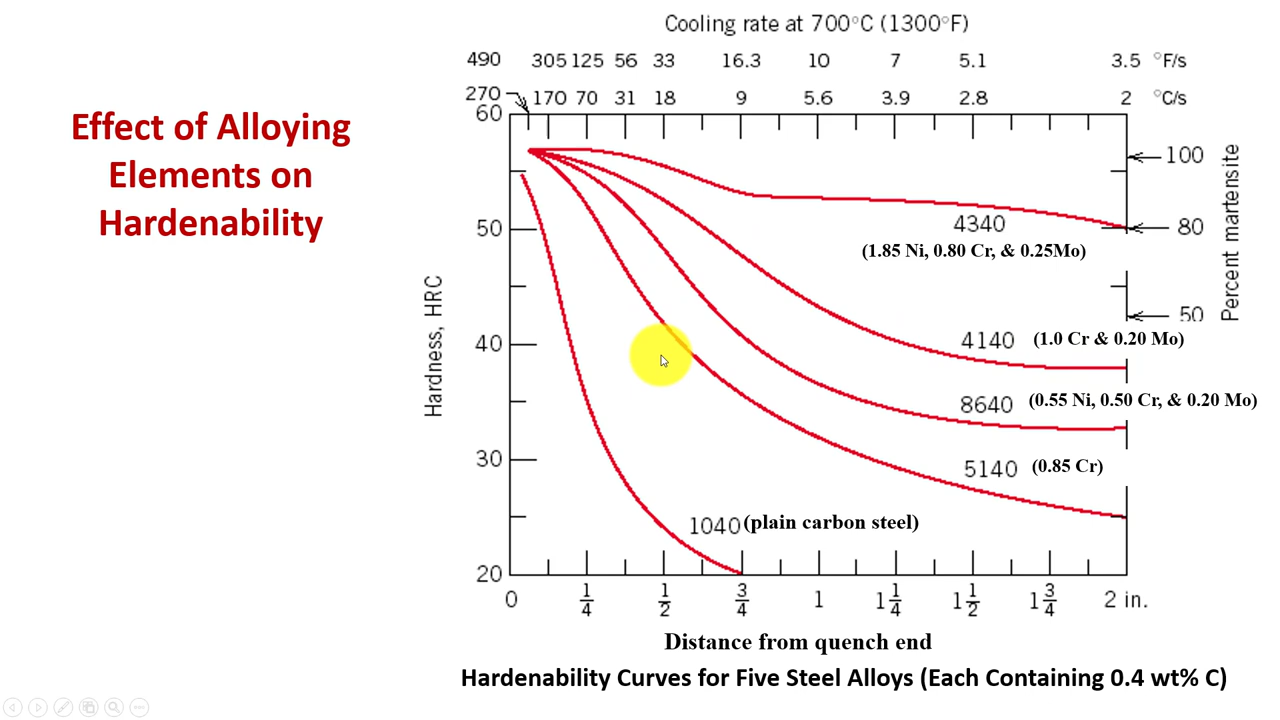 Effect of Alloying
Elements on
Hardenability
Cooling rate at 700°C (1300°F)
490 305 125 56 33 16.3 10 7 5.1 3.5 °F/s
270 170 70 31 18 9 5.6 3.9 2.8 2 °C/s
60
50
40
30
20
Hardness, HRC
100
80
50
Percent martensite
4340
(1.85 Ni, 0.80 Cr, & 0.25Mo)
4140 (1.0 Cr & 0.20 Mo)
8640 (0.55 Ni, 0.50 Cr, & 0.20 Mo)
5140 (0.85 Cr)
1040 (plain carbon steel)
0 1/4 1/2 3/4 1 1 1/4 1 1/2 1 3/4 2 in.
Distance from quench end
Hardenability Curves for Five Steel Alloys (Each Containing 0.4 wt% C)